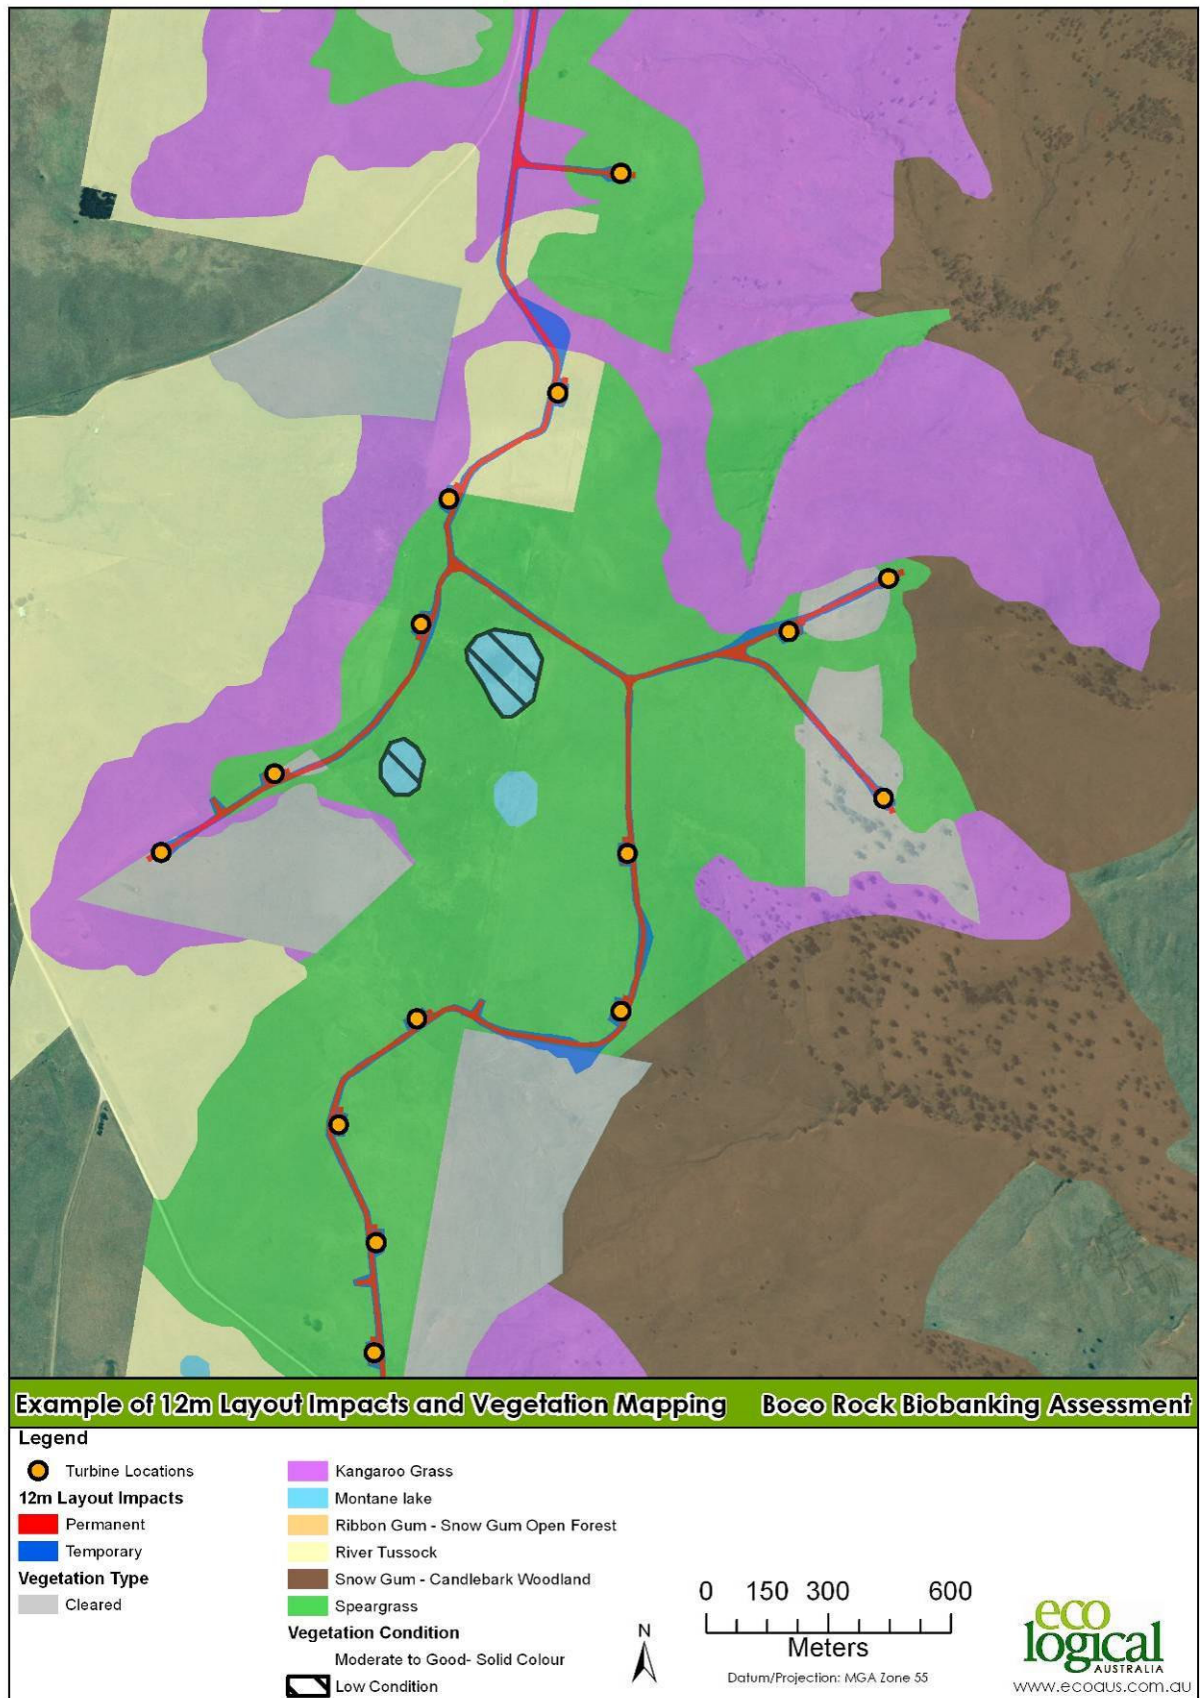 Example of 12m Layout Impacts and Vegetation Mapping Boco Rock Biobanking Assessment
Legend
Turbine Locations
12m Layout Impacts
Permanent
Temporary
Vegetation Type
Cleared
Kangaroo Grass
Montane lake
Ribbon Gum - Snow Gum Open Forest
River Tussock
Snow Gum - Candlebark Woodland
Speargrass
Vegetation Condition
Moderate to Good- Solid Colour
Low Condition
N
0 150 300 600
Meters
Datum/Projection: MGA Zone 55
eco
logical
AUSTRALIA
www.ecoaus.com.au